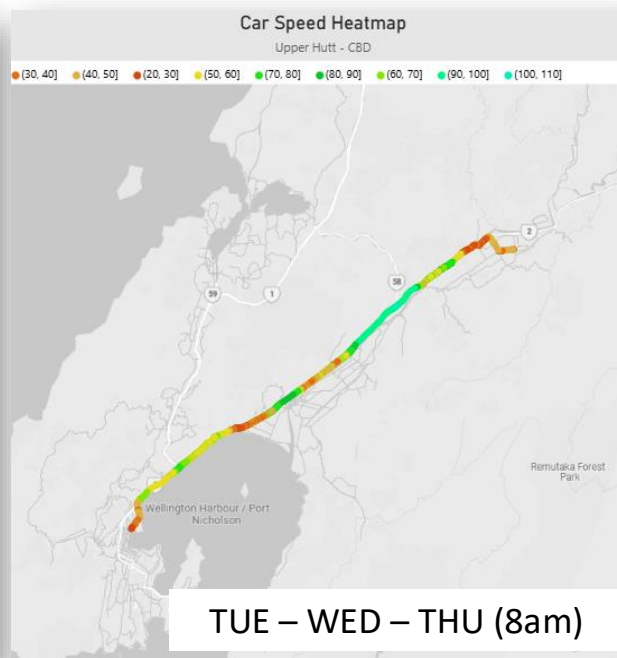 Car Speed Heatmap
Upper Hutt - CBD
(30, 40] (40, 50] (20, 30] (50, 60] (70, 80] (80, 90] (60, 70] (90, 100] (100, 110]
2
58
59
1
Remutaka Forest
Park
Wellington Harbour / Port
Nicholson
TUE – WED – THU (8am)